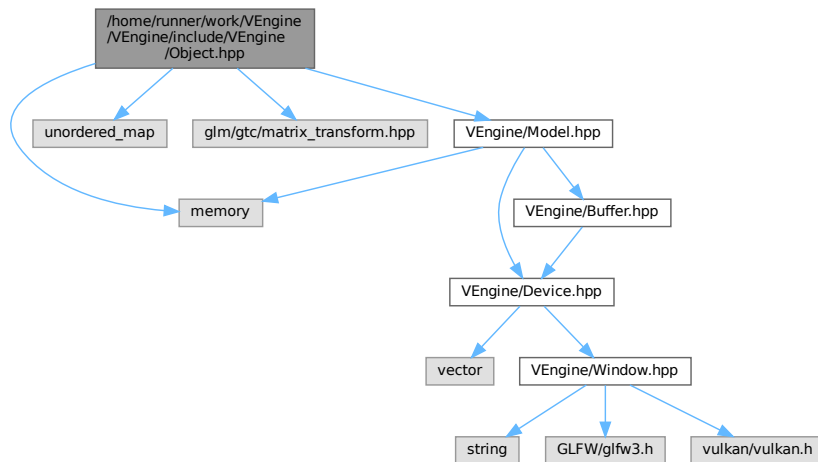 /home/runner/work/VEngine
/VEngine/include/VEngine
/Object.hpp
unordered_map
glm/gtc/matrix_transform.hpp
VEngine/Model.hpp
memory
VEngine/Buffer.hpp
VEngine/Device.hpp
vector
VEngine/Window.hpp
string
GLFW/glfw3.h
vulkan/vulkan.h